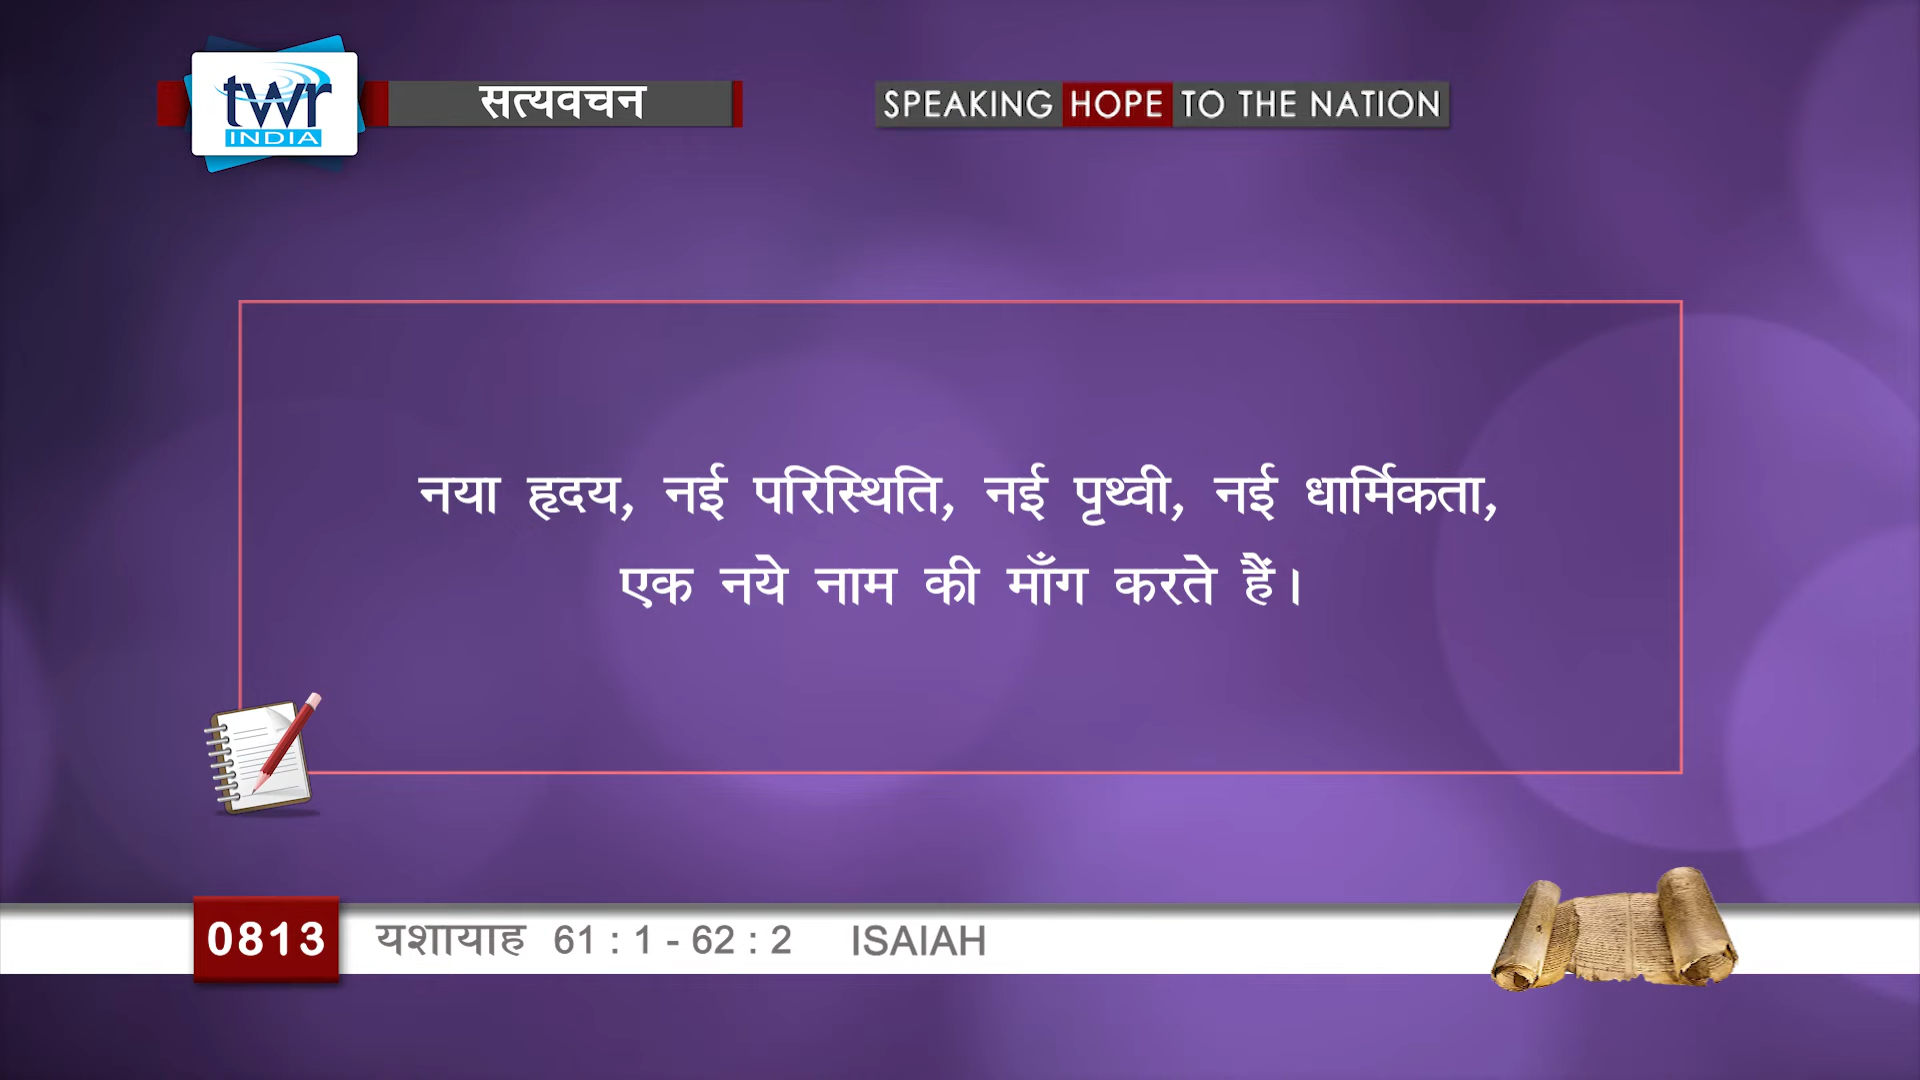 twr
INDIA
सत्यवचन
SPEAKING HOPE TO THE NATION
नया हृदय, नई परिस्थिति, नई पृथ्वी, नई धार्मिकता,
एक नये नाम की माँग करते हैं।
0813 यशायाह 61 : 1 - 62 : 2 ISAIAH